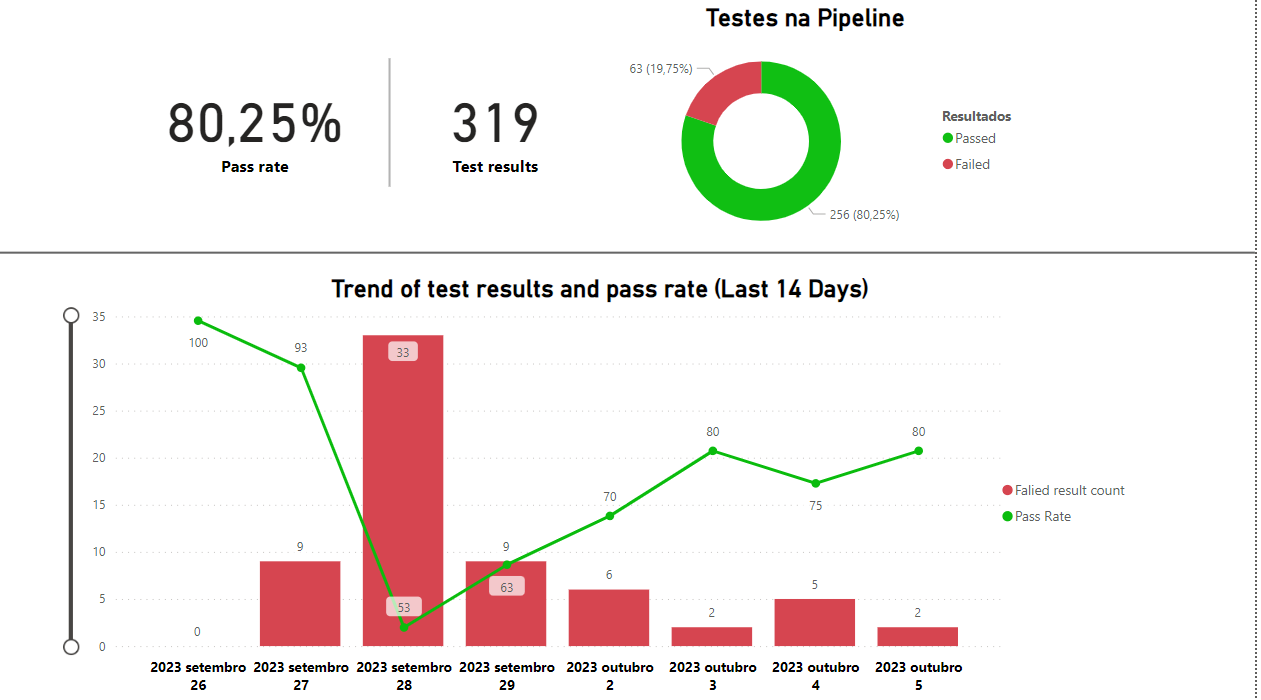 Testes na Pipeline
80,25%
Pass rate
319
Test results
63 (19,75%)
256 (80,25%)
Resultados
Passed
Failed
Trend of test results and pass rate (Last 14 Days)
35
30
25
20
15
10
5
0
100
93
53
63
70
80
75
80
0
9
33
9
6
2
5
2
2023 setembro
26
2023 setembro
27
2023 setembro
28
2023 setembro
29
2023 outubro
2
2023 outubro
3
2023 outubro
4
2023 outubro
5
Falied result count
Pass Rate